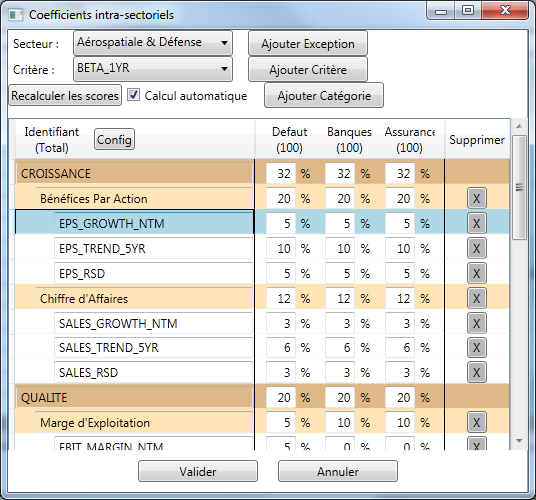 Coefficients intra-sectoriels
Secteur : Aérospatiale & Défense Ajouter Exception
Critère : BETA_1YR Ajouter Critère
Recalculer les scores Calcul automatique Ajouter Catégorie
Identifiant (Total) Config Defaut (100) Banques (100) Assurance (100) Supprimer
CROISSANCE 32 % 32 % 32 %
Bénéfices Par Action 20 % 20 % 20 % X
EPS_GROWTH_NTM 5 % 5 % 5 % X
EPS_TREND_5YR 10 % 10 % 10 % X
EPS_RSD 5 % 5 % 5 % X
Chiffre d'Affaires 12 % 12 % 12 % X
SALES_GROWTH_NTM 3 % 3 % 3 % X
SALES_TREND_5YR 6 % 6 % 6 % X
SALES_RSD 3 % 3 % 3 % X
QUALITE 20 % 20 % 20 %
Marge d'Exploitation 5 % 10 % 10 % X
EBIT_MARGIN_NTM 5 % 0 % 0 % X
Valider Annuler